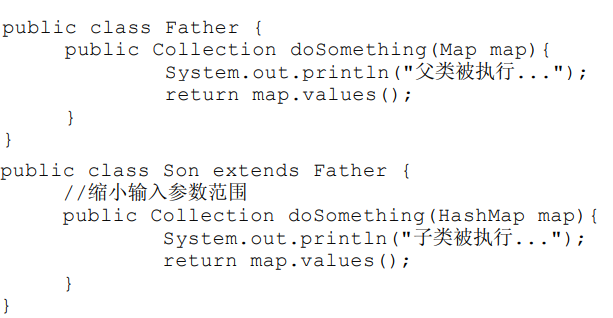 public class Father {
public Collection doSomething(Map map){
System.out.println("父类被执行...");
return map.values();
}
}
public class Son extends Father {
//缩小输入参数范围
public Collection doSomething(HashMap map){
System.out.println("子类被执行...");
return map.values();
}
}